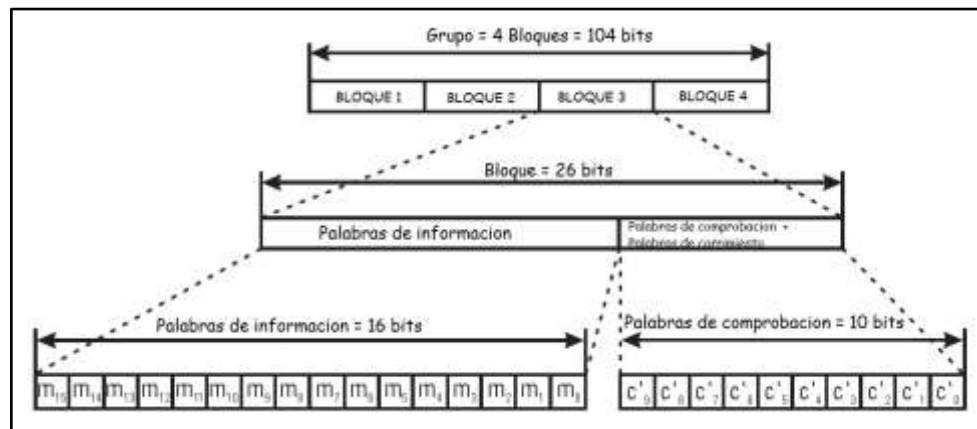 Grupo = 4 Bloques = 104 bits
BLOQUE 1 BLOQUE 2 BLOQUE 3 BLOQUE 4
Bloque = 26 bits
Palabras de informacion
Palabras de comprobacion +
Palabras de corrimiento
Palabras de informacion = 16 bits
Palabras de comprobacion = 10 bits
m₁₅ m₁₄ m₁₃ m₁₂ m₁₁ m₁₀ m₉ m₈ m₇ m₆ m₅ m₄ m₃ m₂ m₁ m₀
c'₉ c'₈ c'₇ c'₆ c'₅ c'₄ c'₃ c'₂ c'₁ c'₀